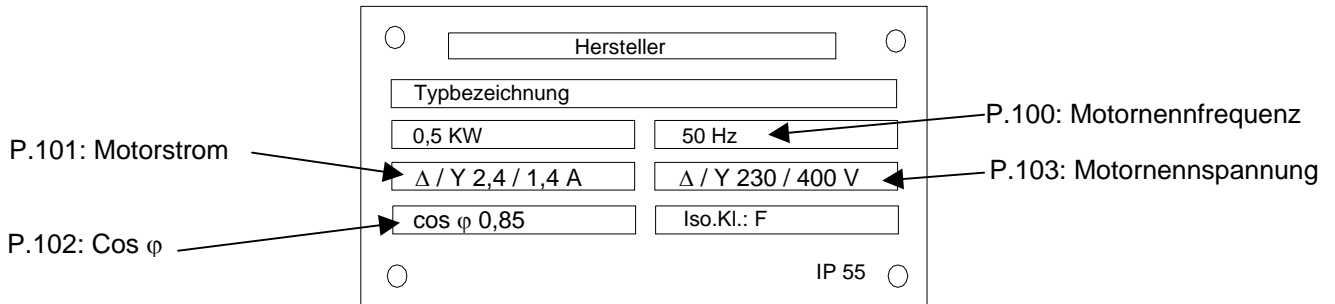 Hersteller
Typbezeichnung
P.100: Motornennfrequenz
0,5 KW
50 Hz
P.101: Motorstrom
Δ / Y 2,4 / 1,4 A
Δ / Y 230 / 400 V
P.103: Motornennspannung
cos φ 0,85
Iso.Kl.: F
P.102: Cos φ
IP 55